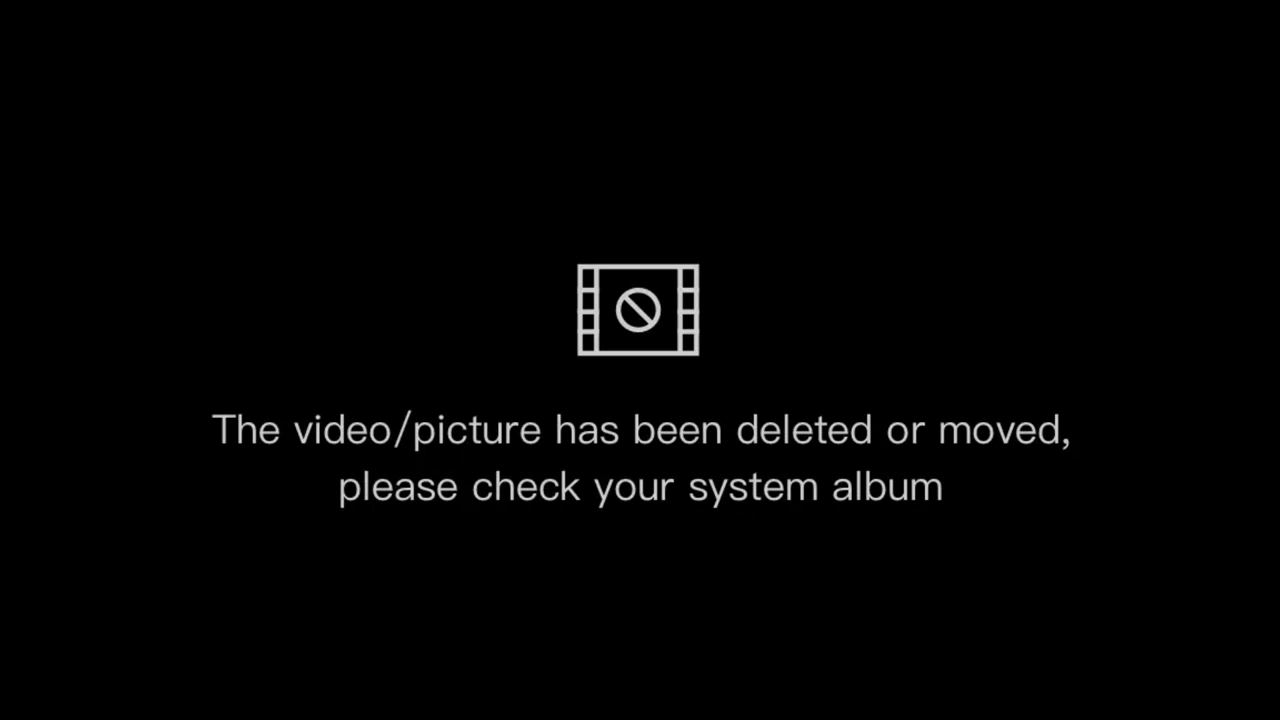 The video/picture has been deleted or moved,
please check your system album